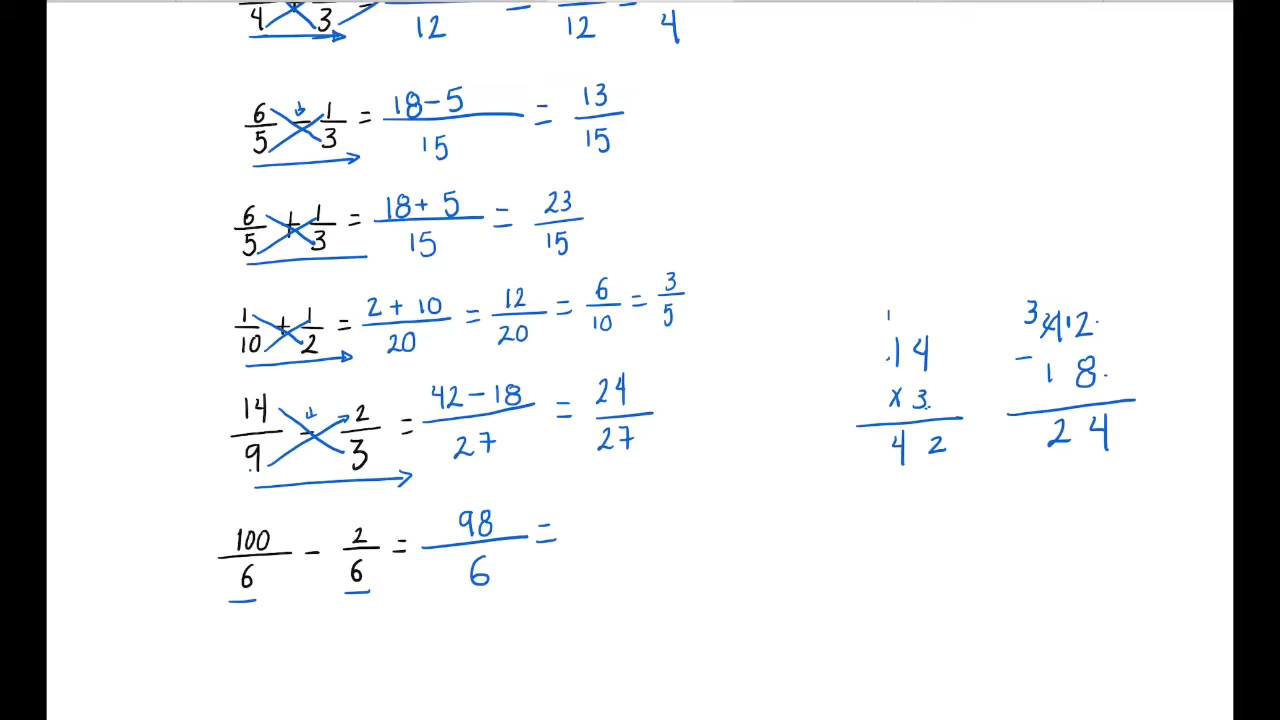 4 3 12 = 12 = 4
6/5 - 1/3 = 18-5/15 = 13/15
6/5 + 1/3 = 18+5/15 = 23/15
1/10 + 1/2 = 2+10/20 = 12/20 = 6/10 = 3/5
14/9 - 2/3 = 42-18/27 = 24/27
100/6 - 2/6 = 98/6 =
1
14
x 3
42
3 4 12
- 18
24